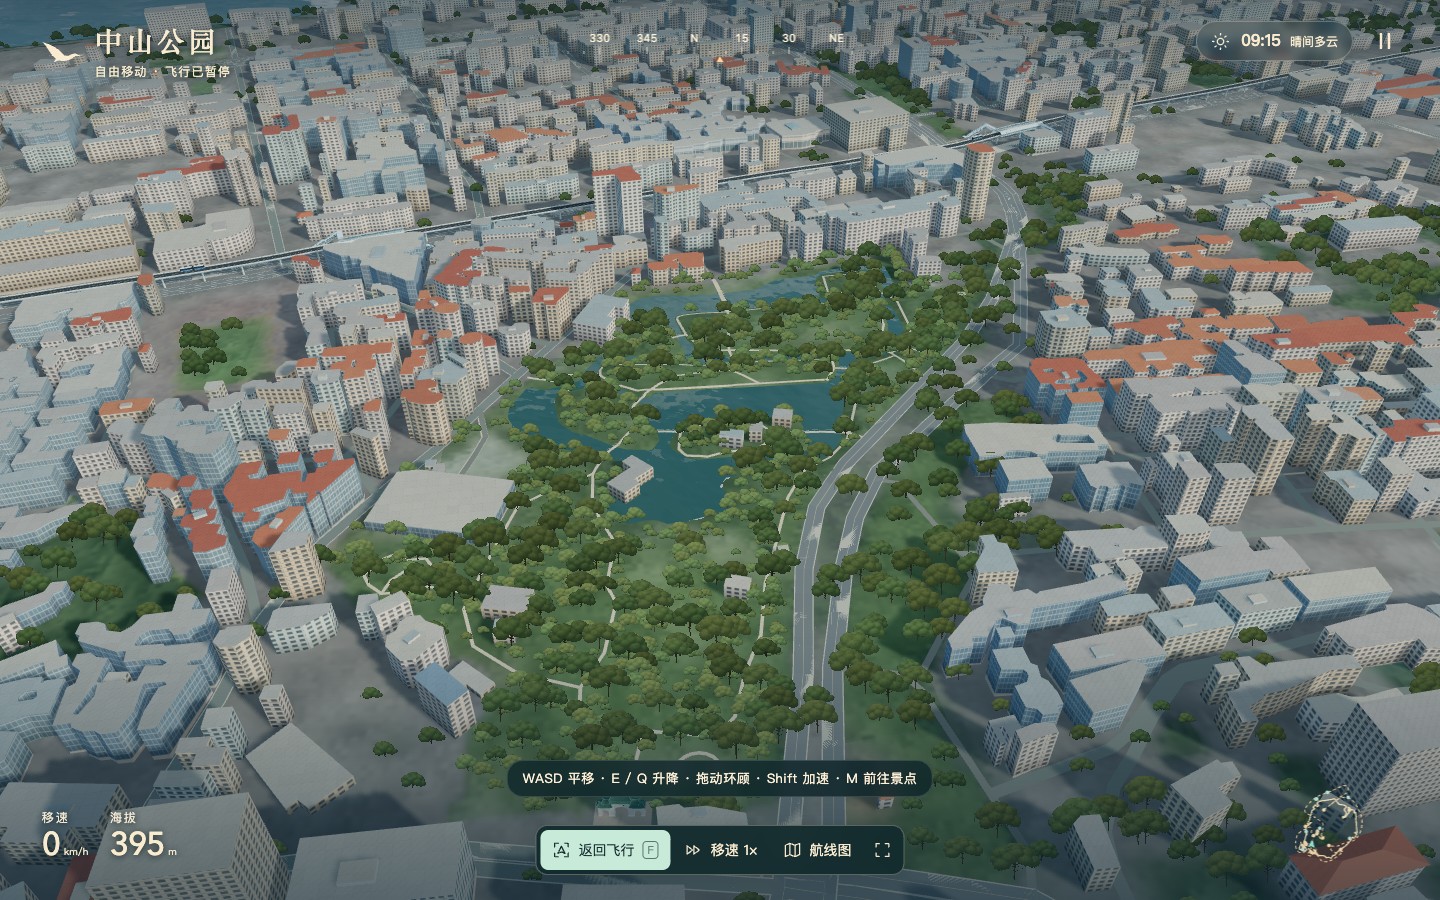 中山公园
自由移动 · 飞行已暂停
330 345 N 15 30 NE
09:15 晴间多云
WASD 平移 · E / Q 升降 · 拖动环顾 · Shift 加速 · M 前往景点
移速 海拔
0 km/h 395 m
A 返回飞行 F 移速 1x 航线图